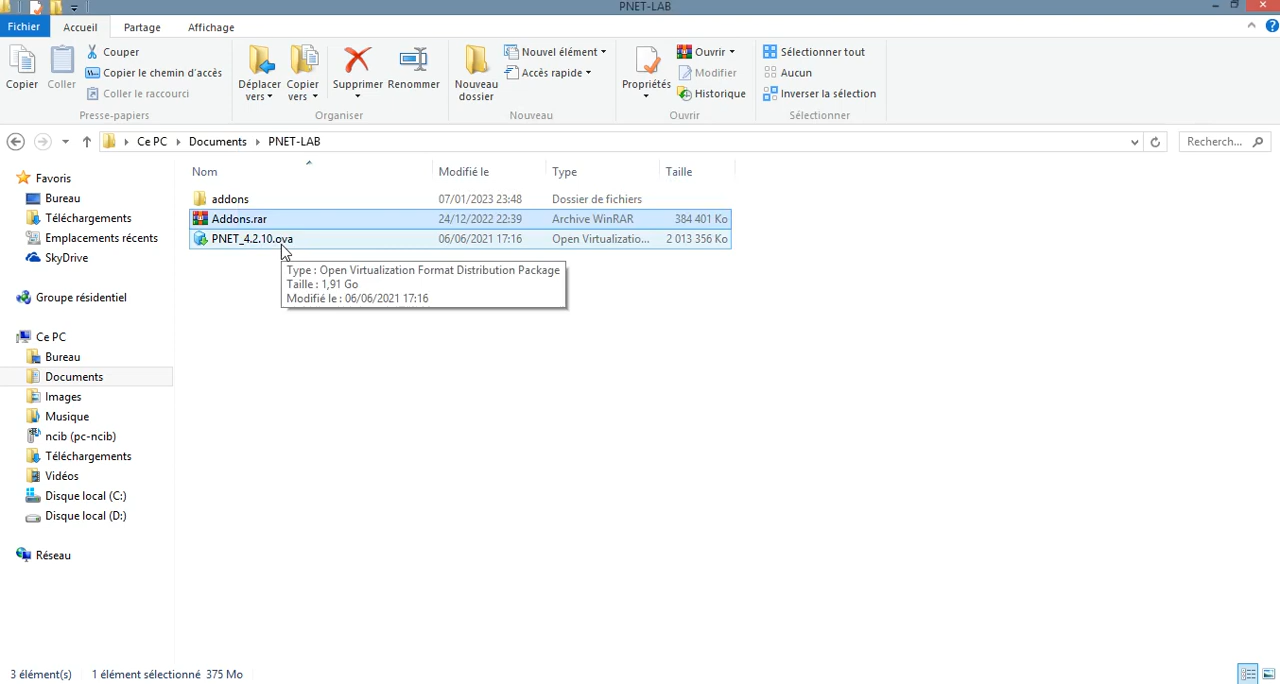 PNET-LAB
Fichier Accueil Partage Affichage
Copier
Coller
Couper
Copier le chemin d'accès
Coller le raccourci
Presse-papiers
Déplacer vers
Copier vers
Supprimer
Renommer
Organiser
Nouveau dossier
Nouvel élément
Accès rapide
Nouveau
Propriétés
Ouvrir
Modifier
Historique
Ouvrir
Sélectionner tout
Aucun
Inverser la sélection
Sélectionner
Ce PC Documents PNET-LAB
Recherch...
Nom Modifié le Type Taille
addons 07/01/2023 23:48 Dossier de fichiers
Addons.rar 24/12/2022 22:39 Archive WinRAR 384 401 Ko
PNET_4.2.10.ova 06/06/2021 17:16 Open Virtualizatio... 2 013 356 Ko
Type : Open Virtualization Format Distribution Package
Taille : 1,91 Go
Modifié le : 06/06/2021 17:16
Favoris
Bureau
Téléchargements
Emplacements récents
SkyDrive
Groupe résidentiel
Ce PC
Bureau
Documents
Images
Musique
ncib (pc-ncib)
Téléchargements
Vidéos
Disque local (C:)
Disque local (D:)
Réseau
3 élément(s) 1 élément sélectionné 375 Mo